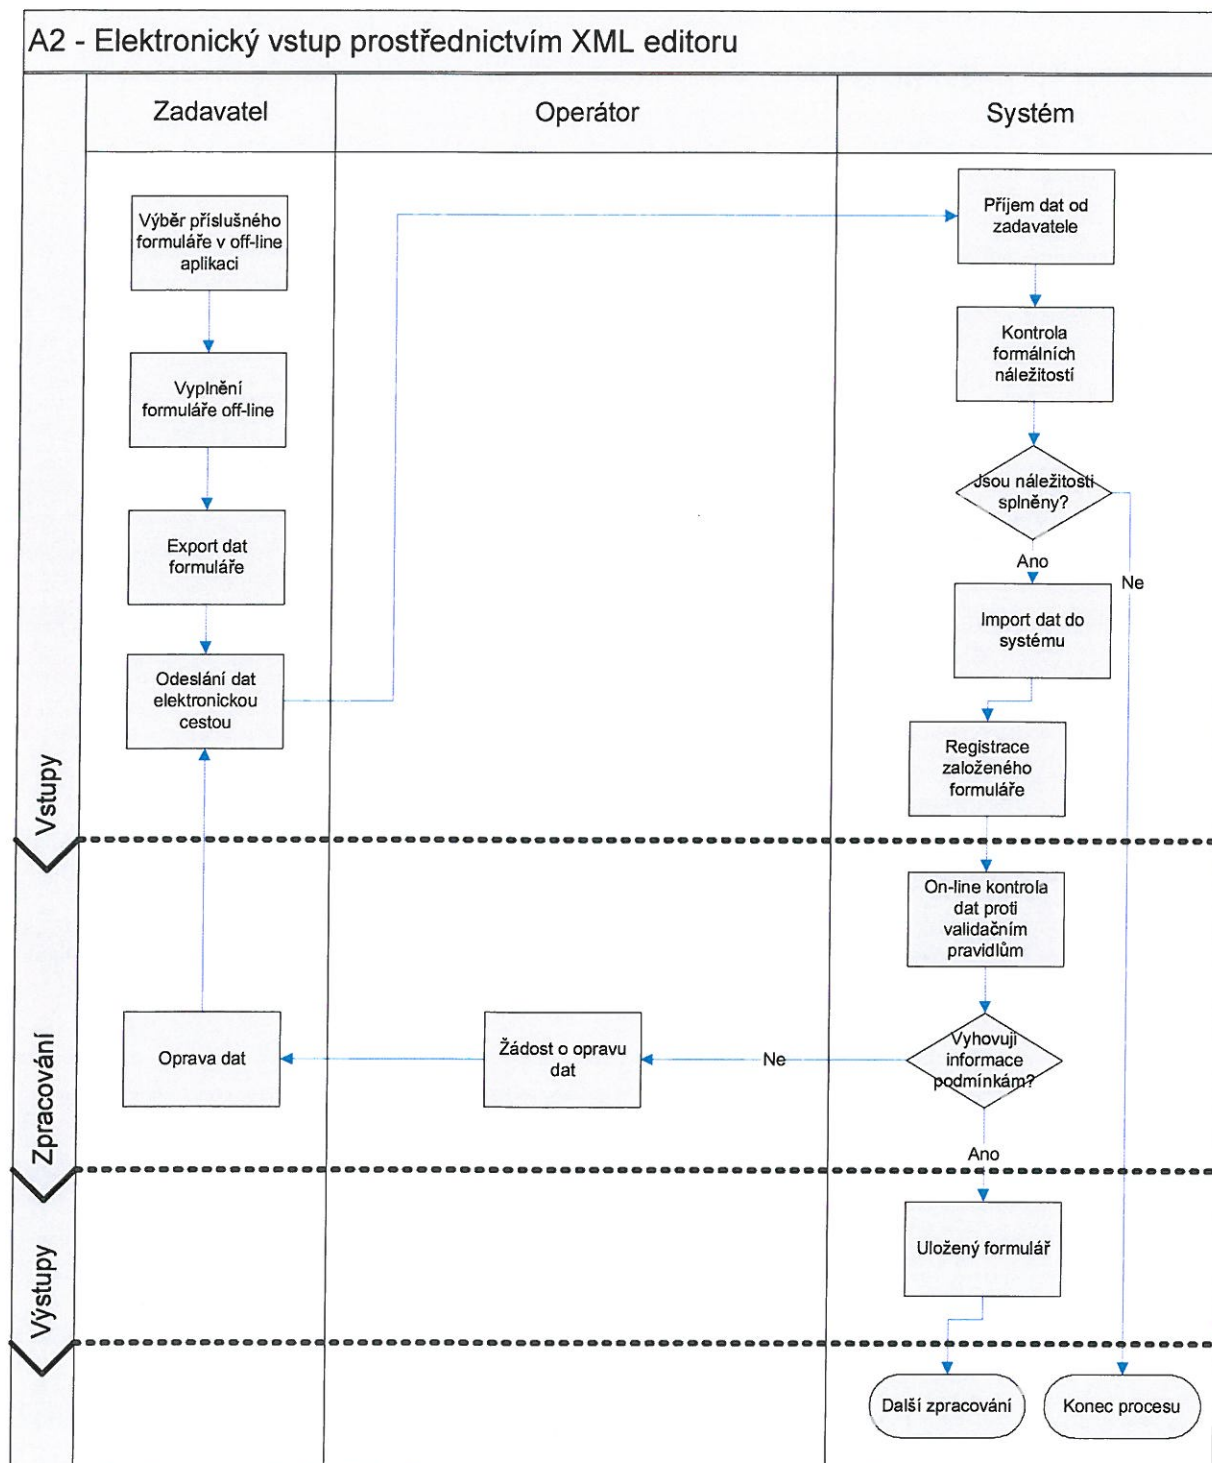 A2 - Elektronický vstup prostřednictvím XML editoru
Zadavatel
Operátor
Systém
Výběr příslušného
formuláře v off-line
aplikaci
Příjem dat od
zadavatele
Kontrola
formálních
náležitostí
Vyplnění
formuláře off-line
Jsou náležitosti
splněny?
Export dat
formuláře
Ano
Ne
Import dat do
systému
Odeslání dat
elektronickou
cestou
Registrace
založeného
formuláře
Vstupy
On-line kontrola
dat proti
validačním
pravidlům
Oprava dat
Žádost o opravu
dat
Ne
Vyhovuji
informace
podmínkám?
Zpracování
Ano
Uložený formulář
Výstupy
Další zpracování
Konec procesu